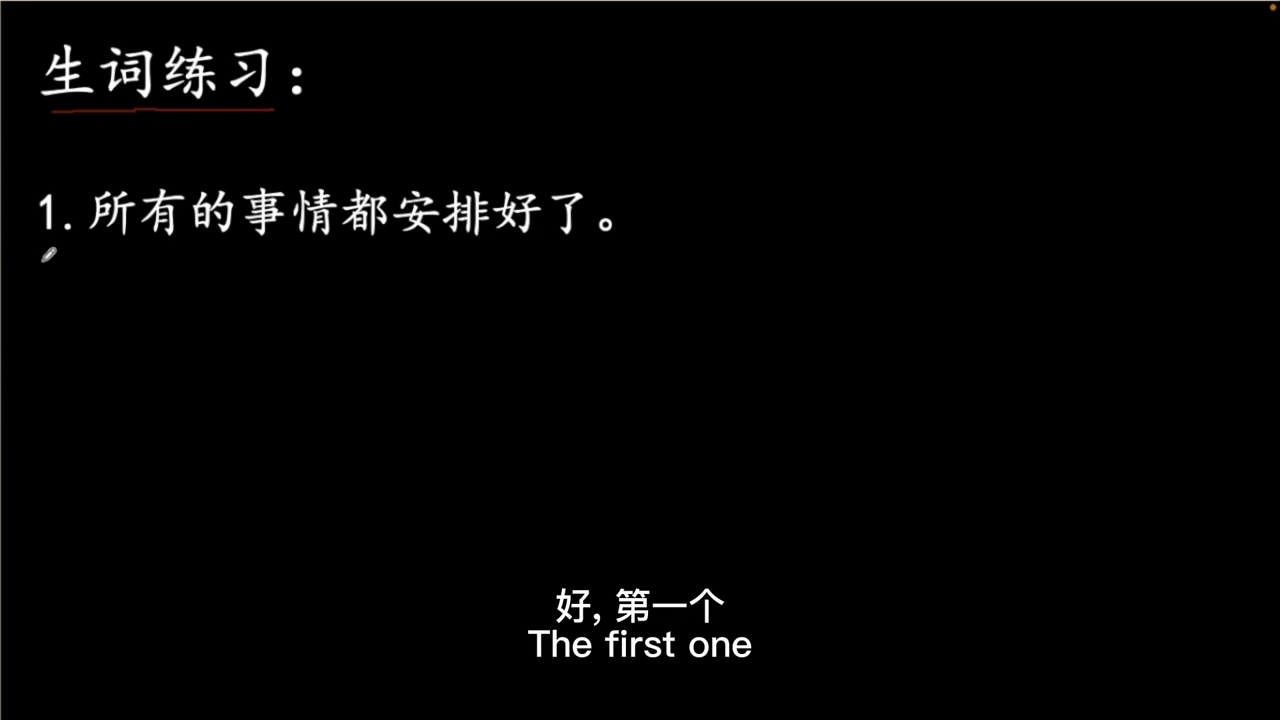 生词练习：
1.所有的事情都安排好了。
好, 第一个
The first one